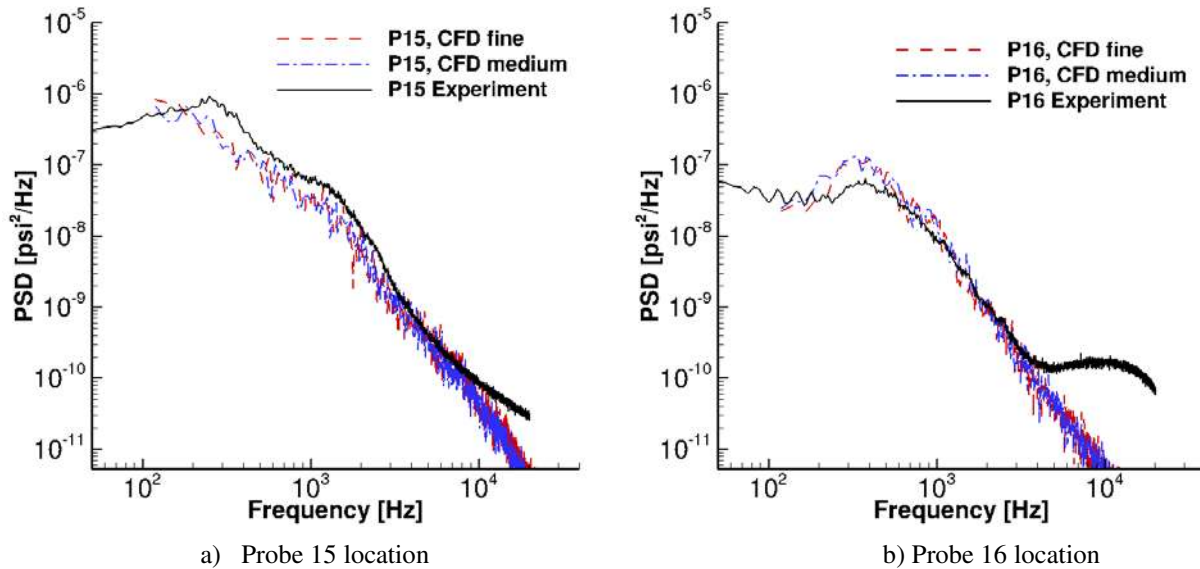 10⁻⁵
10⁻⁶
10⁻⁷
10⁻⁸
10⁻⁹
10⁻¹⁰
10⁻¹¹
PSD [psi²/Hz]
P15, CFD fine
P15, CFD medium
P15 Experiment
10² 10³ 10⁴
Frequency [Hz]
a) Probe 15 location
10⁻⁵
10⁻⁶
10⁻⁷
10⁻⁸
10⁻⁹
10⁻¹⁰
10⁻¹¹
PSD [psi²/Hz]
P16, CFD fine
P16, CFD medium
P16 Experiment
10² 10³ 10⁴
Frequency [Hz]
b) Probe 16 location